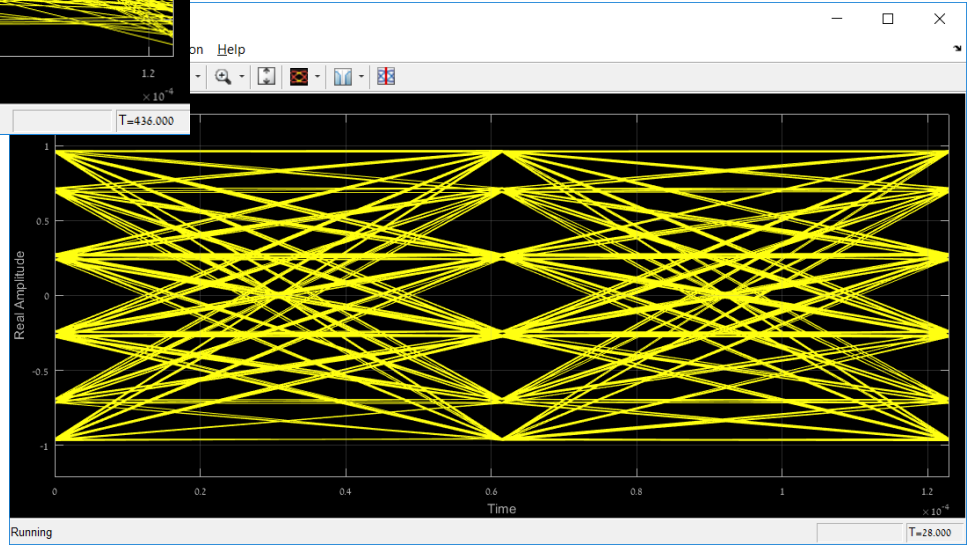 on Help
1.2
×10⁻⁴
T=436.000
1
0.5
0
-0.5
-1
Real Amplitude
0 0.2 0.4 0.6 0.8 1 1.2
Time
×10⁻⁴
Running
T=28.000